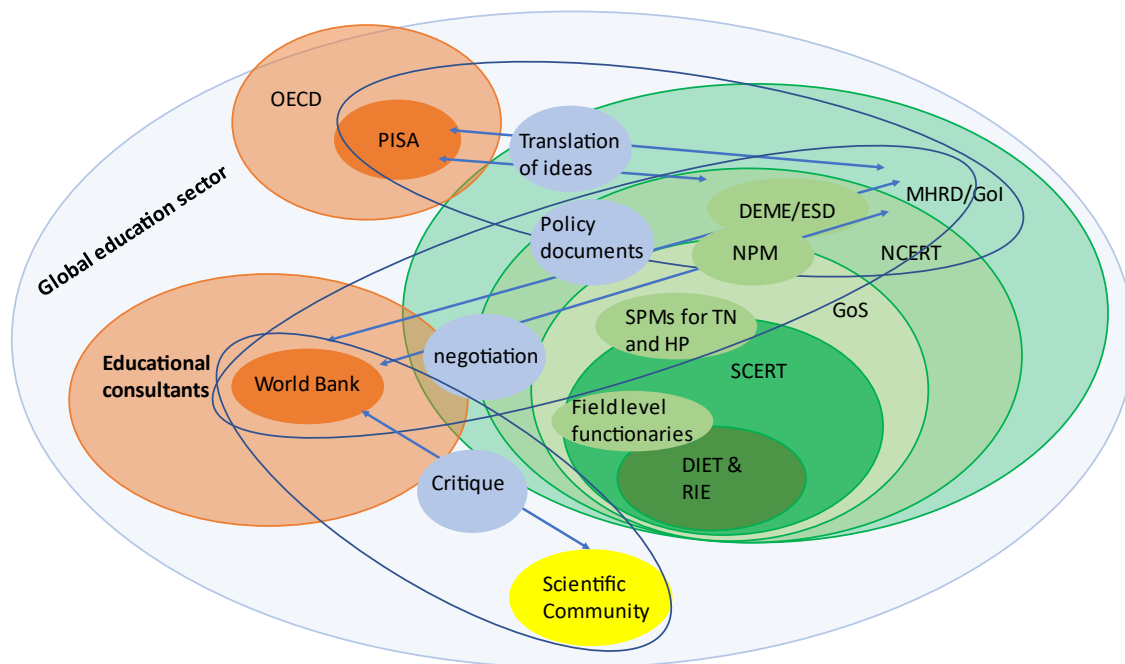 OECD
PISA
Translation
of ideas
Global education sector
MHRD/GoI
DEME/ESD
Policy
documents
NPM
NCERT
SPMs for TN
and HP
GoS
negotiation
Educational
consultants
World Bank
SCERT
Field level
functionaries
DIET &
RIE
Critique
Scientific
Community